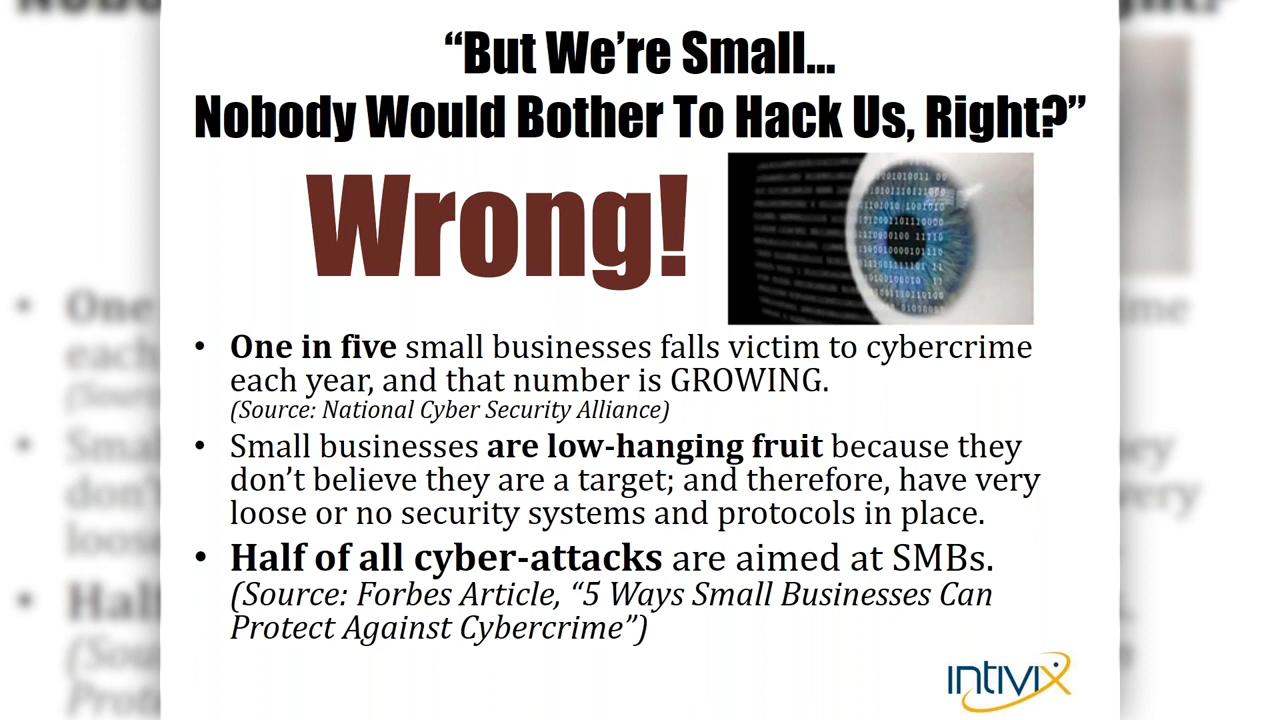 “But We’re Small...
Nobody Would Bother To Hack Us, Right?”
Wrong!
• One in five small businesses falls victim to cybercrime
each year, and that number is GROWING.
(Source: National Cyber Security Alliance)
• Small businesses are low-hanging fruit because they
don’t believe they are a target; and therefore, have very
loose or no security systems and protocols in place.
• Half of all cyber-attacks are aimed at SMBs.
(Source: Forbes Article, “5 Ways Small Businesses Can
Protect Against Cybercrime”)
intivix